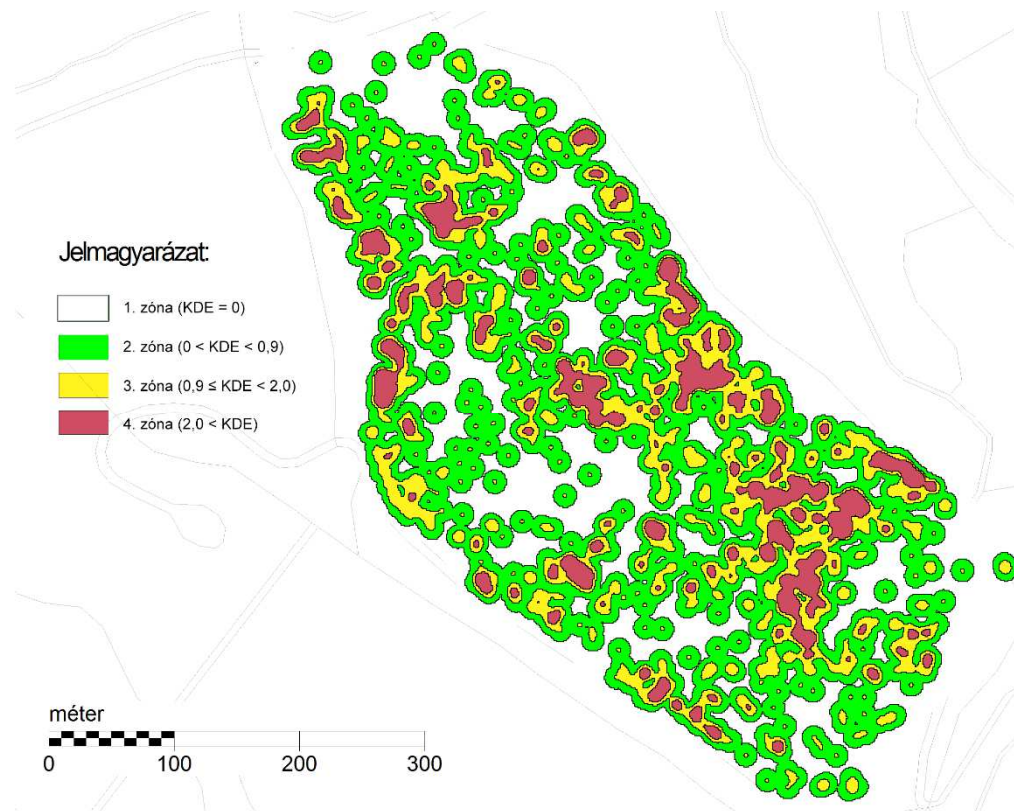 Jelmagyarázat:
1. zóna (KDE = 0)
2. zóna (0 < KDE < 0,9)
3. zóna (0,9 ≤ KDE < 2,0)
4. zóna (2,0 < KDE)
méter
0 100 200 300